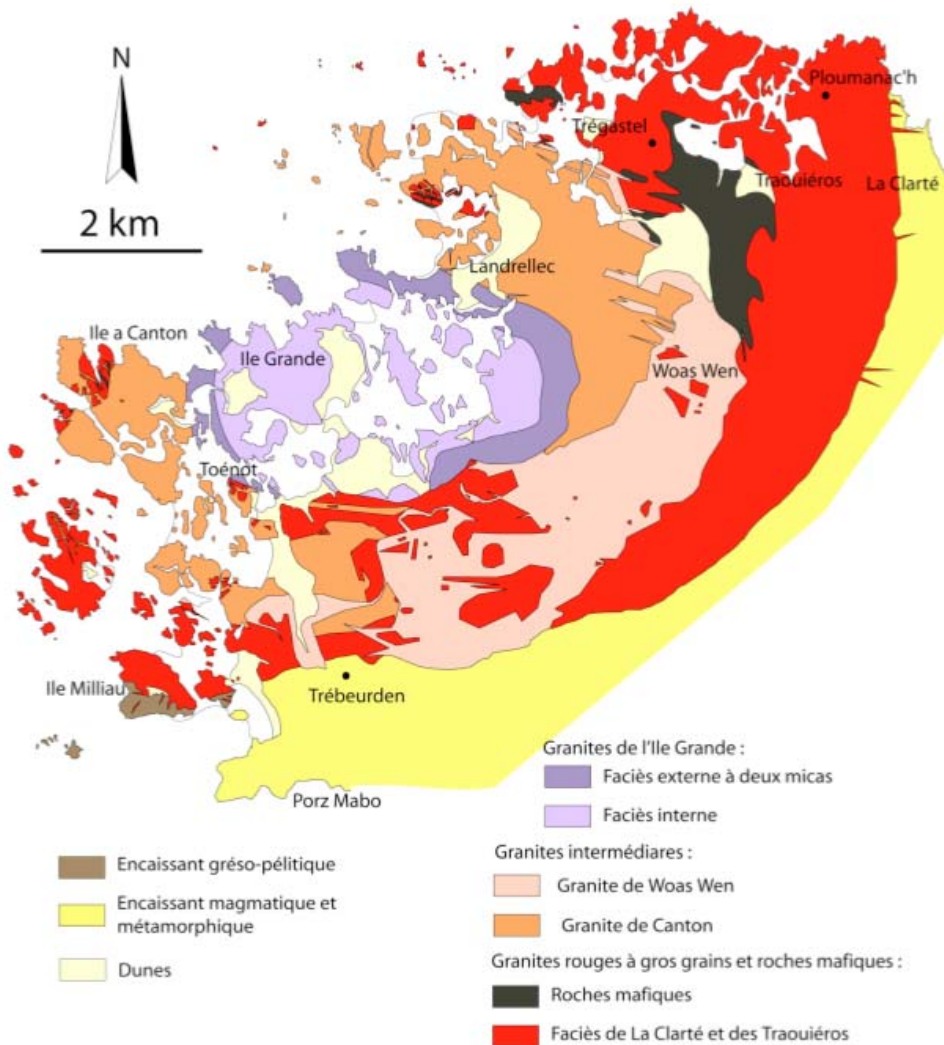 N
2 km
Ploumanac'h
Trégastel
Traouiéros
La Clarté
Landrellec
Ile a Canton
Ile Grande
Woas Wen
Toénot
Ile Milliau
Trébeurden
Porz Mabo
Granites de l'Ile Grande :
Faciès externe à deux micas
Faciès interne
Encaissant gréso-pélitique
Encaissant magmatique et
métamorphique
Dunes
Granites intermédiares :
Granite de Woas Wen
Granite de Canton
Granites rouges à gros grains et roches mafiques :
Roches mafiques
Faciès de La Clarté et des Traouiéros